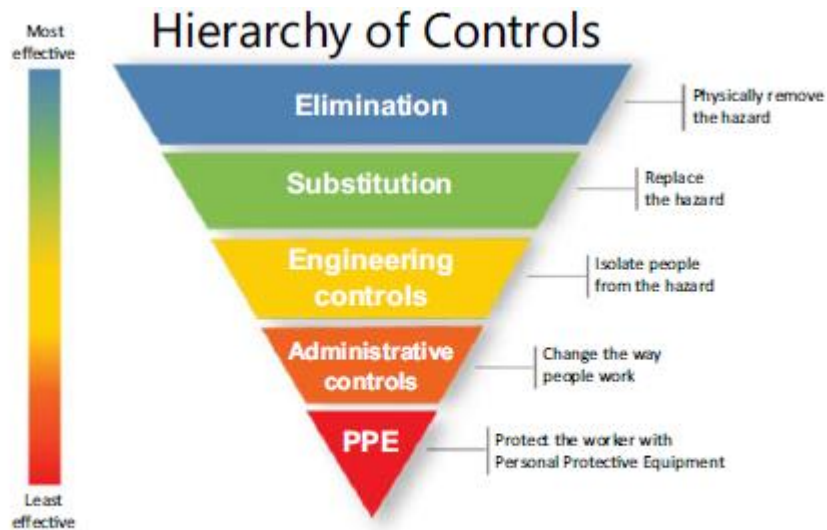 Hierarchy of Controls
Most
effective
Elimination
Physically remove
the hazard
Substitution
Replace
the hazard
Engineering
controls
Isolate people
from the hazard
Administrative
controls
Change the way
people work
PPE
Protect the worker with
Personal Protective Equipment
Least
effective